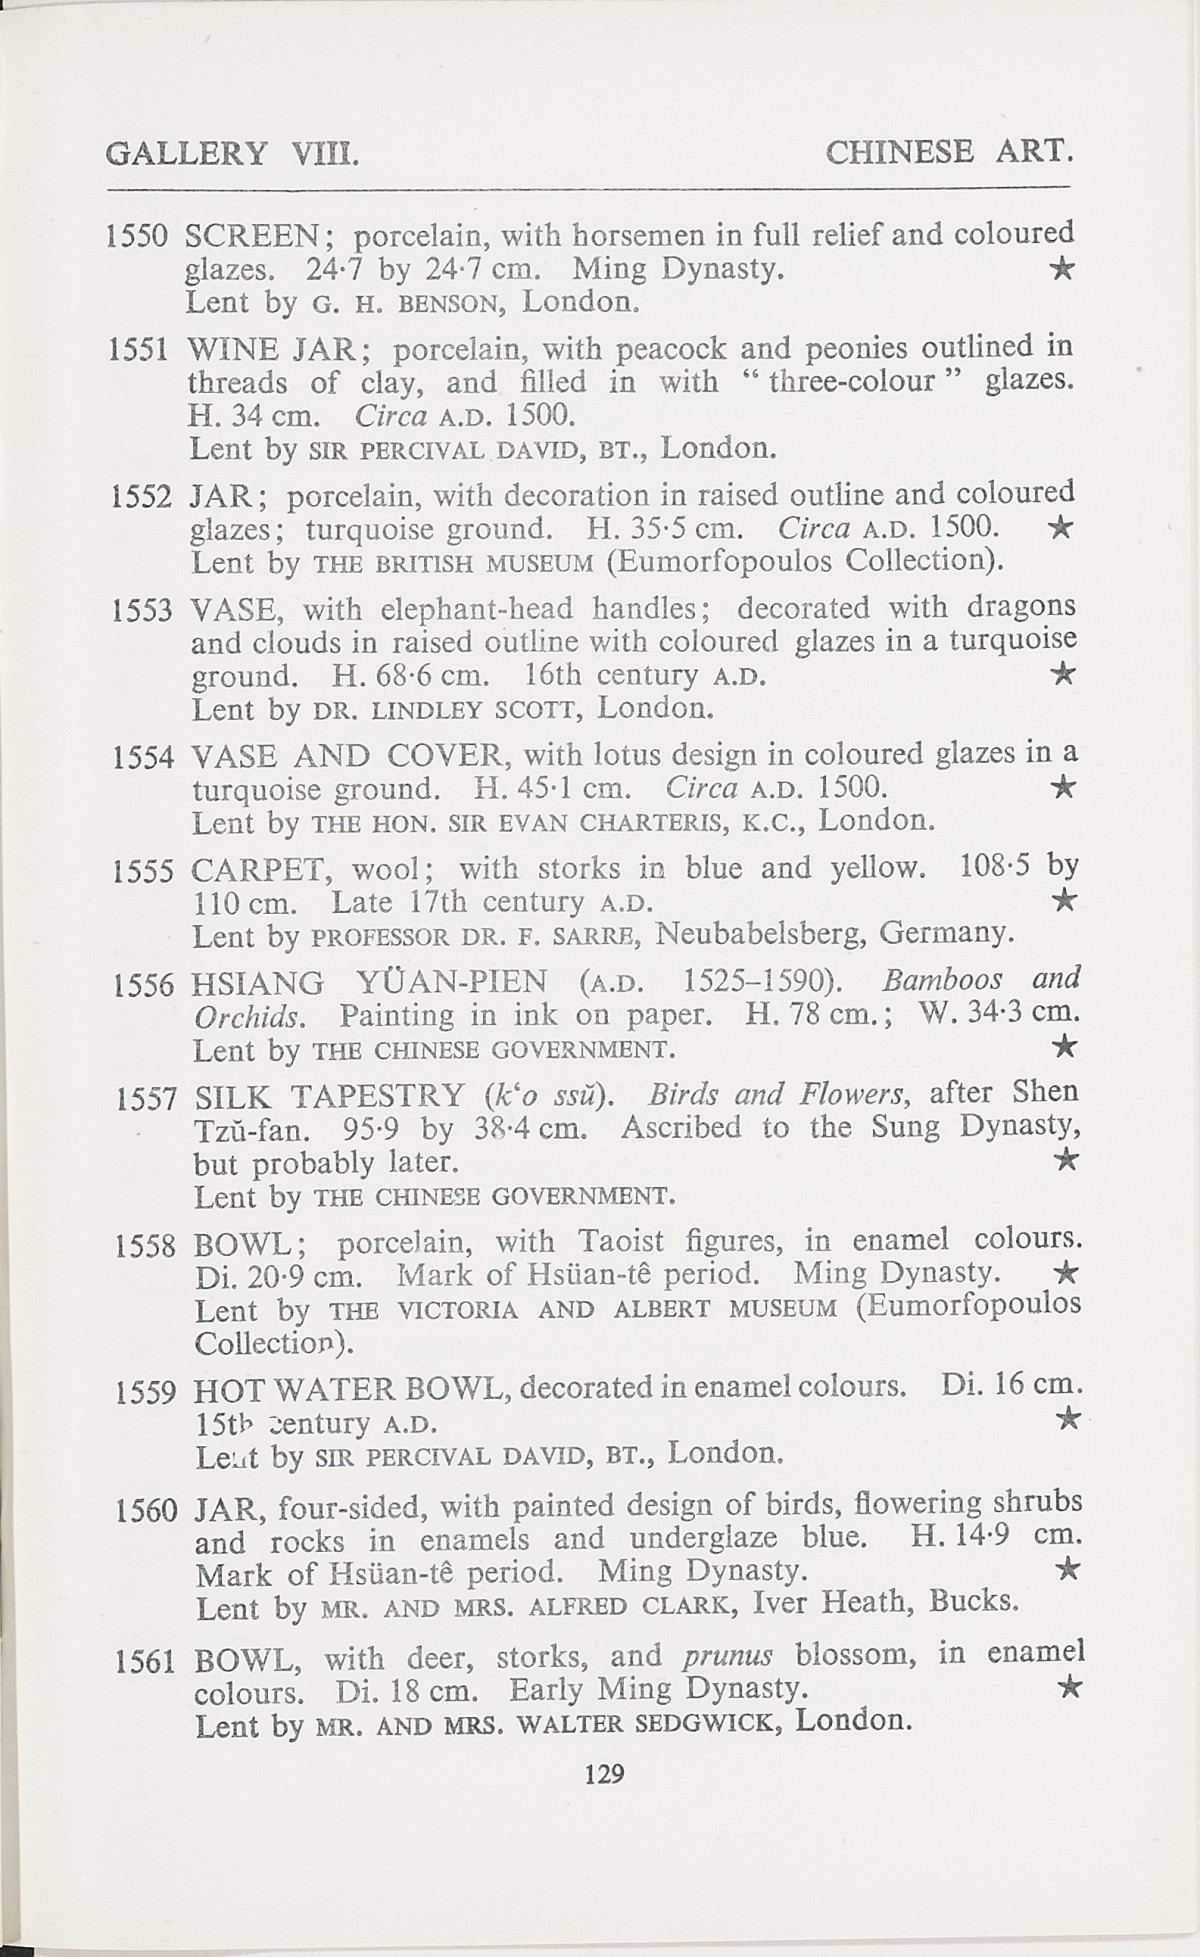 GALLERY VIII. CHINESE ART.
1550 SCREEN; porcelain, with horsemen in full relief and coloured
glazes. 24·7 by 24·7 cm. Ming Dynasty. ★
Lent by G. H. BENSON, London.
1551 WINE JAR; porcelain, with peacock and peonies outlined in
threads of clay, and filled in with “ three-colour ” glazes.
H. 34 cm. Circa A.D. 1500.
Lent by SIR PERCIVAL DAVID, BT., London.
1552 JAR; porcelain, with decoration in raised outline and coloured
glazes; turquoise ground. H. 35·5 cm. Circa A.D. 1500. ★
Lent by THE BRITISH MUSEUM (Eumorfopoulos Collection).
1553 VASE, with elephant-head handles; decorated with dragons
and clouds in raised outline with coloured glazes in a turquoise
ground. H. 68·6 cm. 16th century A.D. ★
Lent by DR. LINDLEY SCOTT, London.
1554 VASE AND COVER, with lotus design in coloured glazes in a
turquoise ground. H. 45·1 cm. Circa A.D. 1500. ★
Lent by THE HON. SIR EVAN CHARTERIS, K.C., London.
1555 CARPET, wool; with storks in blue and yellow. 108·5 by
110 cm. Late 17th century A.D. ★
Lent by PROFESSOR DR. F. SARRE, Neubabelsberg, Germany.
1556 HSIANG YÜAN-PIEN (A.D. 1525–1590). Bamboos and
Orchids. Painting in ink on paper. H. 78 cm.; W. 34·3 cm.
Lent by THE CHINESE GOVERNMENT. ★
1557 SILK TAPESTRY (k‘o ssŭ). Birds and Flowers, after Shen
Tzŭ-fan. 95·9 by 38·4 cm. Ascribed to the Sung Dynasty,
but probably later. ★
Lent by THE CHINESE GOVERNMENT.
1558 BOWL; porcelain, with Taoist figures, in enamel colours.
Di. 20·9 cm. Mark of Hsüan-tê period. Ming Dynasty. ★
Lent by THE VICTORIA AND ALBERT MUSEUM (Eumorfopoulos
Collection).
1559 HOT WATER BOWL, decorated in enamel colours. Di. 16 cm.
15th century A.D. ★
Lent by SIR PERCIVAL DAVID, BT., London.
1560 JAR, four-sided, with painted design of birds, flowering shrubs
and rocks in enamels and underglaze blue. H. 14·9 cm.
Mark of Hsüan-tê period. Ming Dynasty. ★
Lent by MR. AND MRS. ALFRED CLARK, Iver Heath, Bucks.
1561 BOWL, with deer, storks, and prunus blossom, in enamel
colours. Di. 18 cm. Early Ming Dynasty. ★
Lent by MR. AND MRS. WALTER SEDGWICK, London.
129